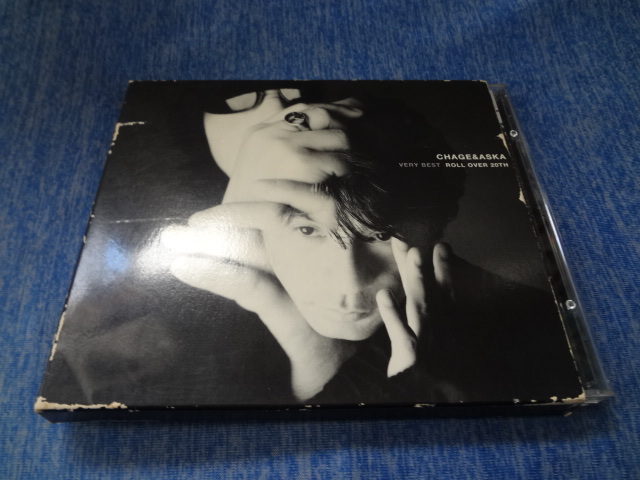 CHAGE&ASKA
VERY BEST ROLL OVER 20TH